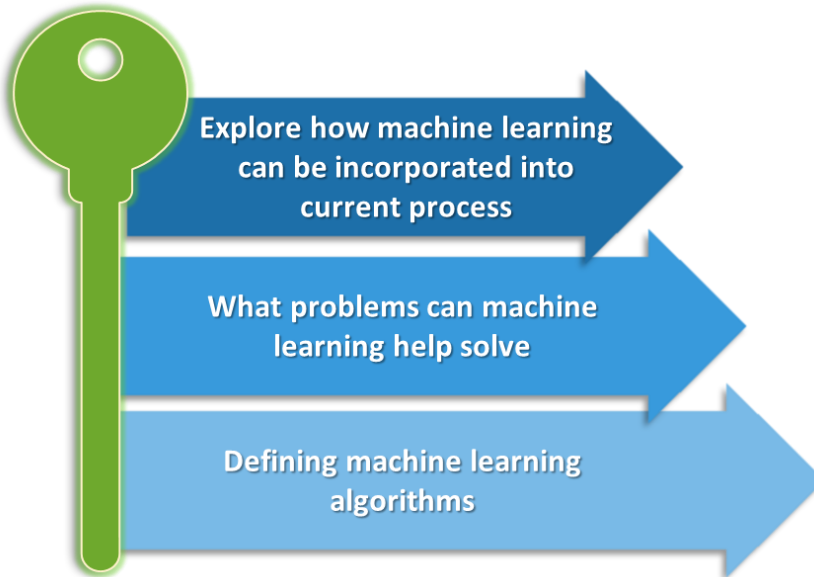 Explore how machine learning
can be incorporated into
current process
What problems can machine
learning help solve
Defining machine learning
algorithms